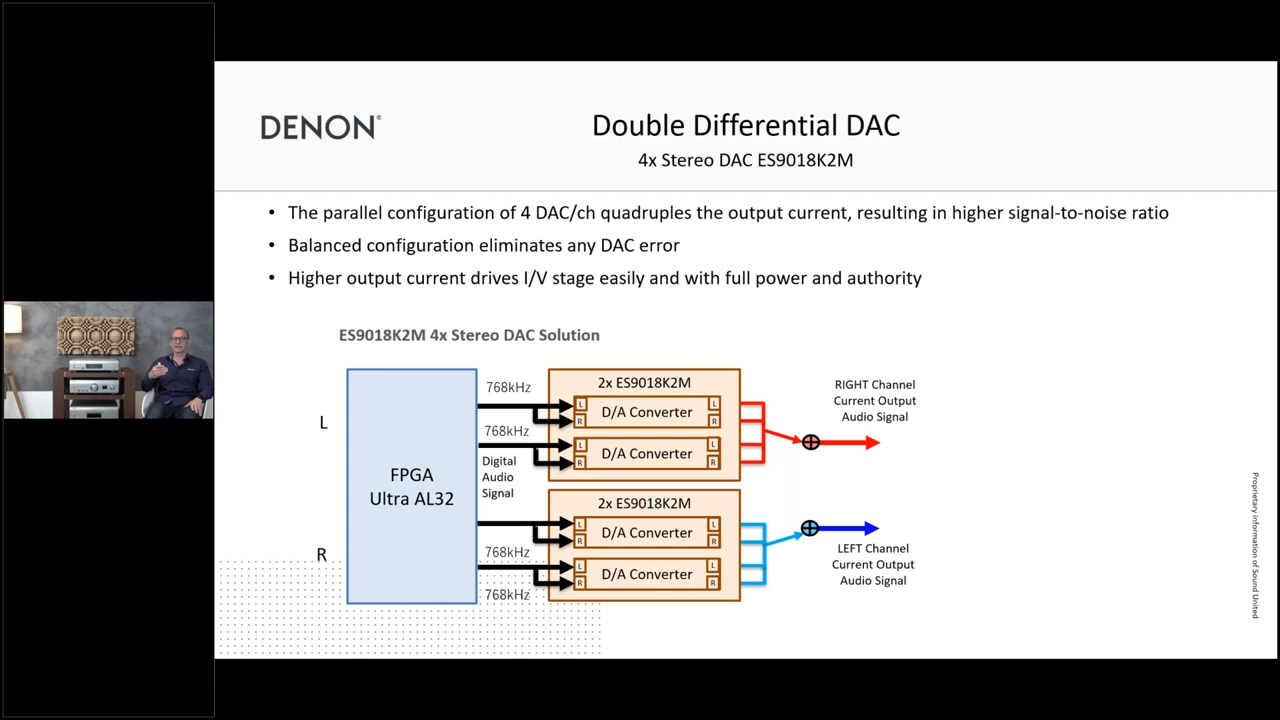 DENON®
Double Differential DAC
4x Stereo DAC ES9018K2M
• The parallel configuration of 4 DAC/ch quadruples the output current, resulting in higher signal-to-noise ratio
• Balanced configuration eliminates any DAC error
• Higher output current drives I/V stage easily and with full power and authority
ES9018K2M 4x Stereo DAC Solution
L
R
FPGA
Ultra AL32
768kHz
768kHz
Digital
Audio
Signal
768kHz
768kHz
2x ES9018K2M
L D/A Converter L
R R
L D/A Converter L
R R
2x ES9018K2M
L D/A Converter L
R R
L D/A Converter L
R R
RIGHT Channel
Current Output
Audio Signal
LEFT Channel
Current Output
Audio Signal
Proprietary information of Sound United